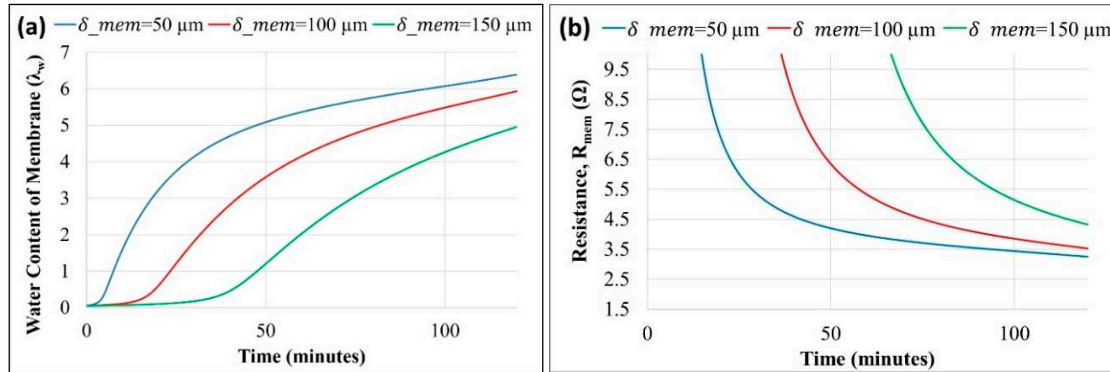 (a) δ_mem=50 µm δ_mem=100 µm δ_mem=150 µm
Water Content of Membrane (λ_w)
7
6
5
4
3
2
1
0
0 50 100
Time (minutes)
(b) δ mem=50 µm δ mem=100 µm δ mem=150 µm
Resistance, R_mem (Ω)
9.5
8.5
7.5
6.5
5.5
4.5
3.5
2.5
1.5
0 50 100
Time (minutes)